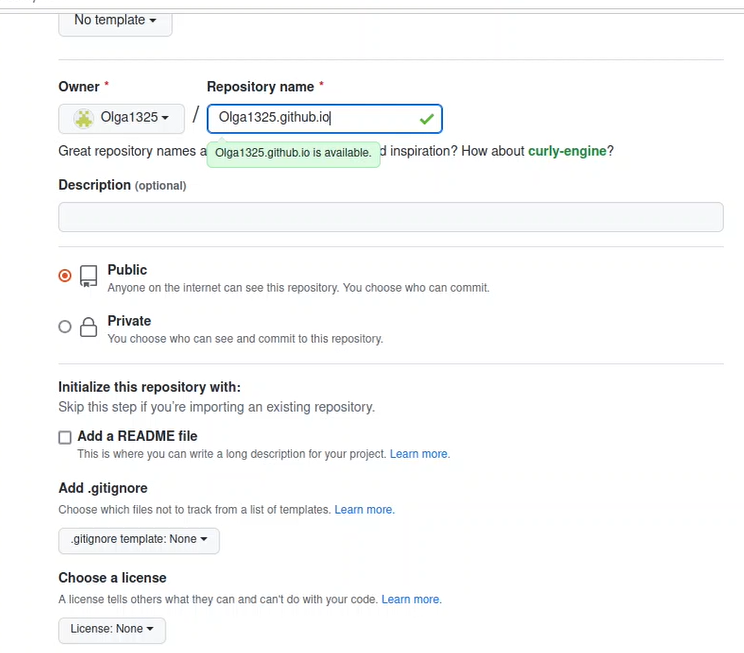 No template
Owner *
Repository name *
Olga1325
/
Olga1325.github.io
Great repository names a
d inspiration? How about curly-engine?
Olga1325.github.io is available.
Description (optional)
Public
Anyone on the internet can see this repository. You choose who can commit.
Private
You choose who can see and commit to this repository.
Initialize this repository with:
Skip this step if you're importing an existing repository.
Add a README file
This is where you can write a long description for your project. Learn more.
Add .gitignore
Choose which files not to track from a list of templates. Learn more.
.gitignore template: None
Choose a license
A license tells others what they can and can't do with your code. Learn more.
License: None